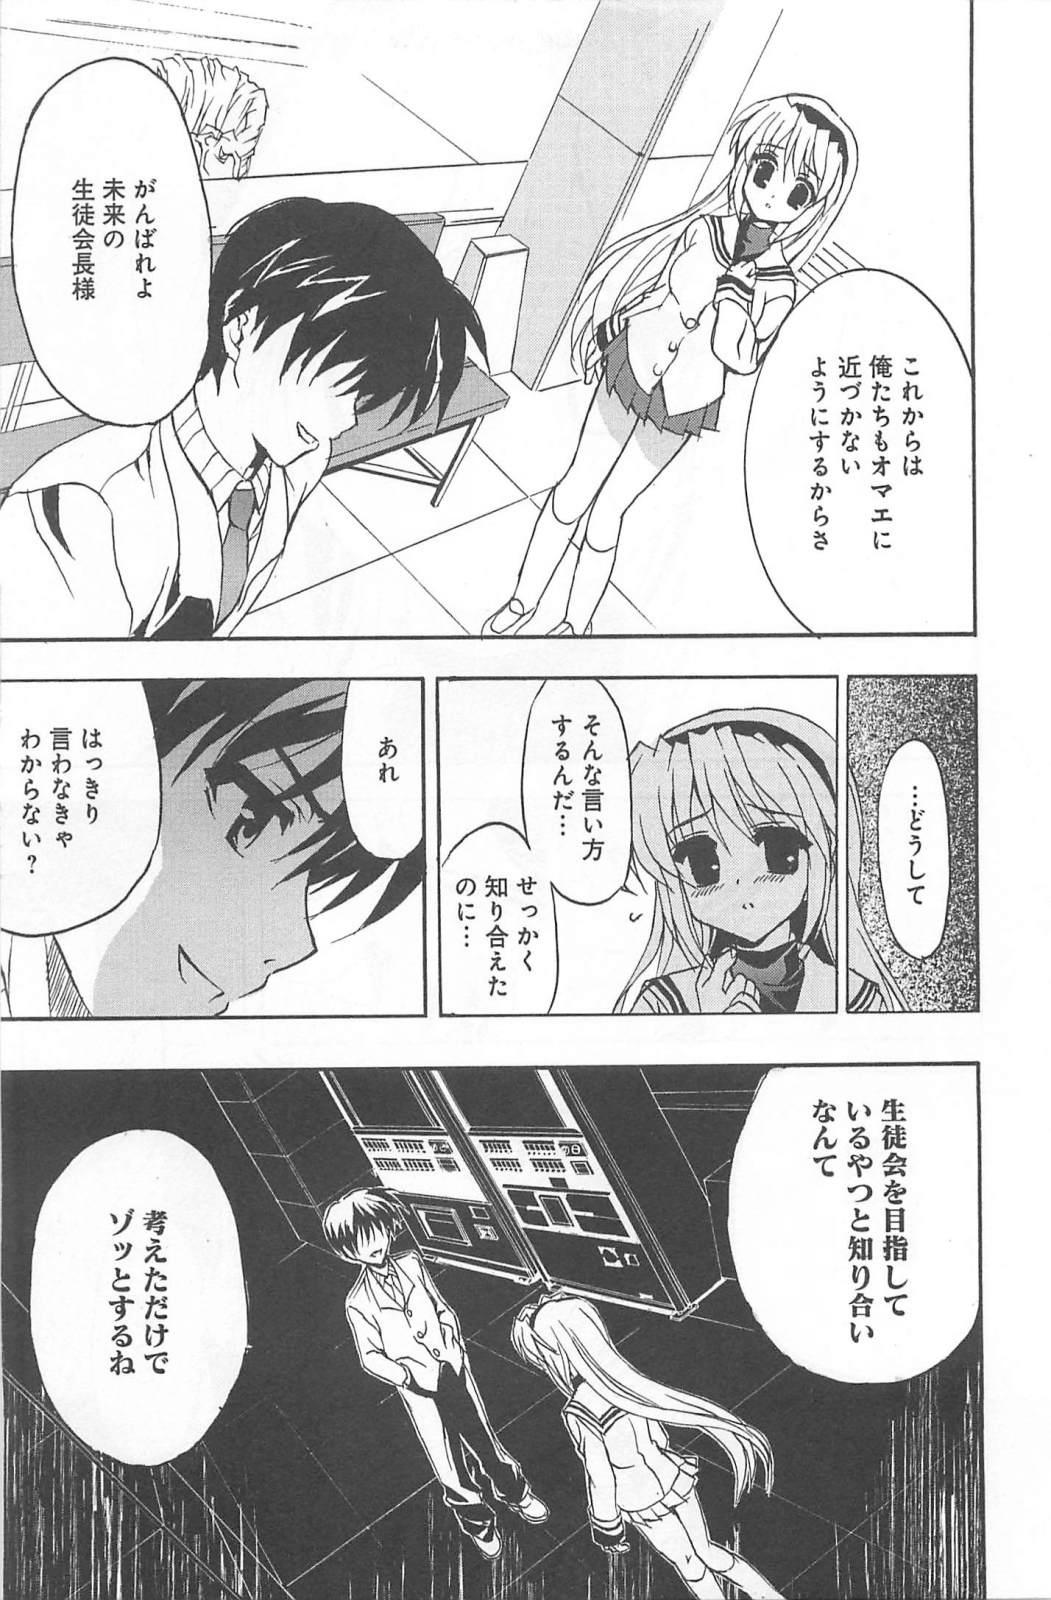 これからは
俺たちもオマエに
近づかない
ようにするからさ
がんばれよ
未来の
生徒会長様
…どうして
そんな言い方
するんだ…
せっかく
知り合えた
のに…
あれ
はっきり
言わなきゃ
わからない？
生徒会を目指して
いるやつと知り合い
なんて
考えただけで
ゾッとするね